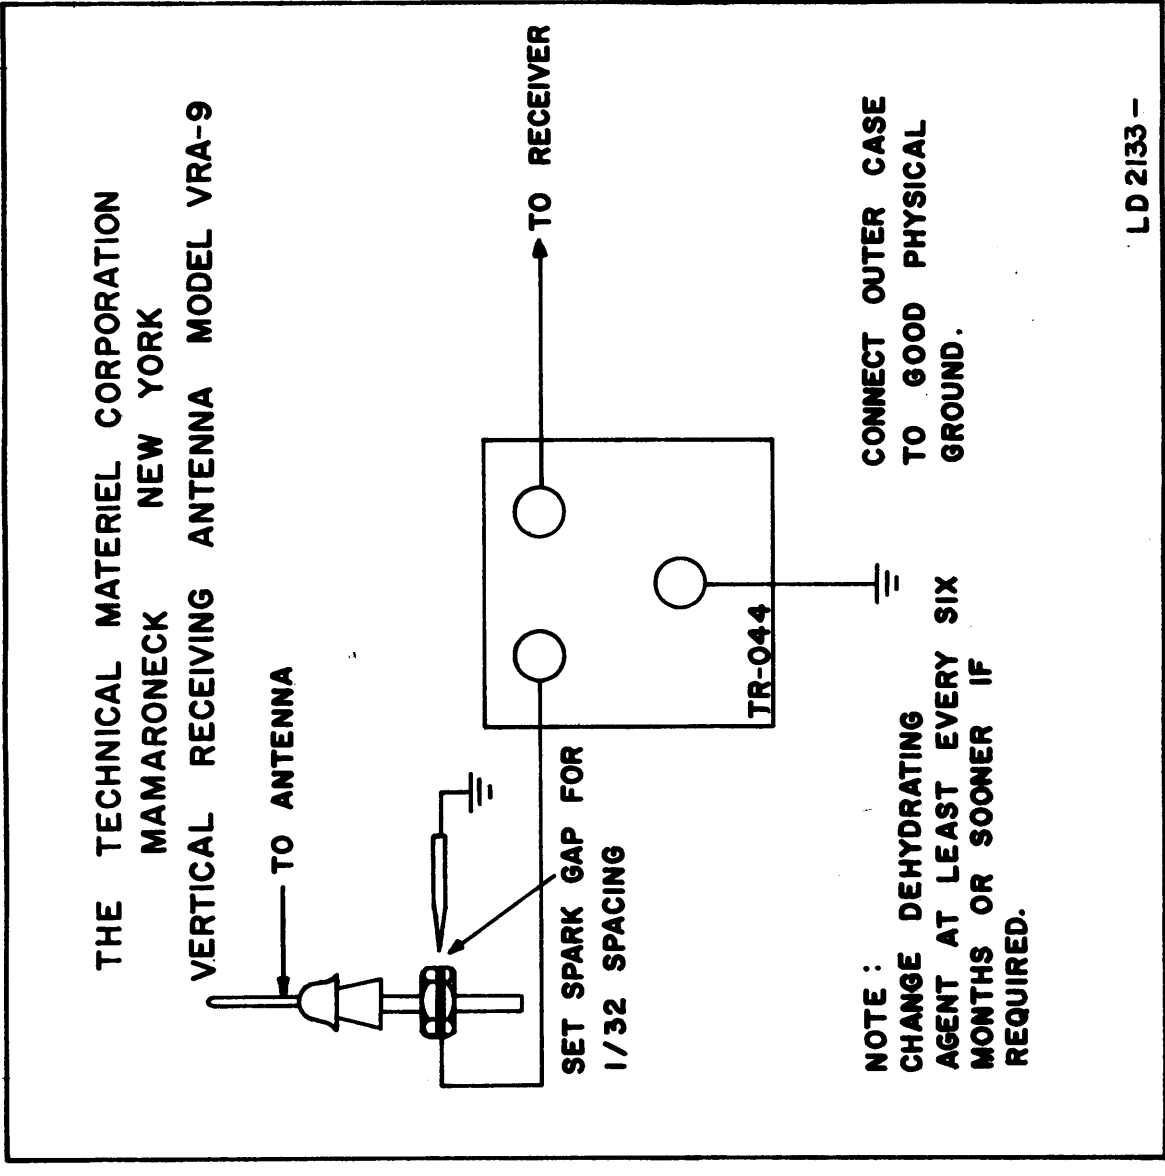 THE TECHNICAL MATERIEL CORPORATION
MAMARONECK NEW YORK
VERTICAL RECEIVING ANTENNA MODEL VRA-9
TO ANTENNA
SET SPARK GAP FOR
1/32 SPACING
TR-044
TO RECEIVER
NOTE:
CHANGE DEHYDRATING
AGENT AT LEAST EVERY SIX
MONTHS OR SOONER IF
REQUIRED.
CONNECT OUTER CASE
TO GOOD PHYSICAL
GROUND.
LD 2133-